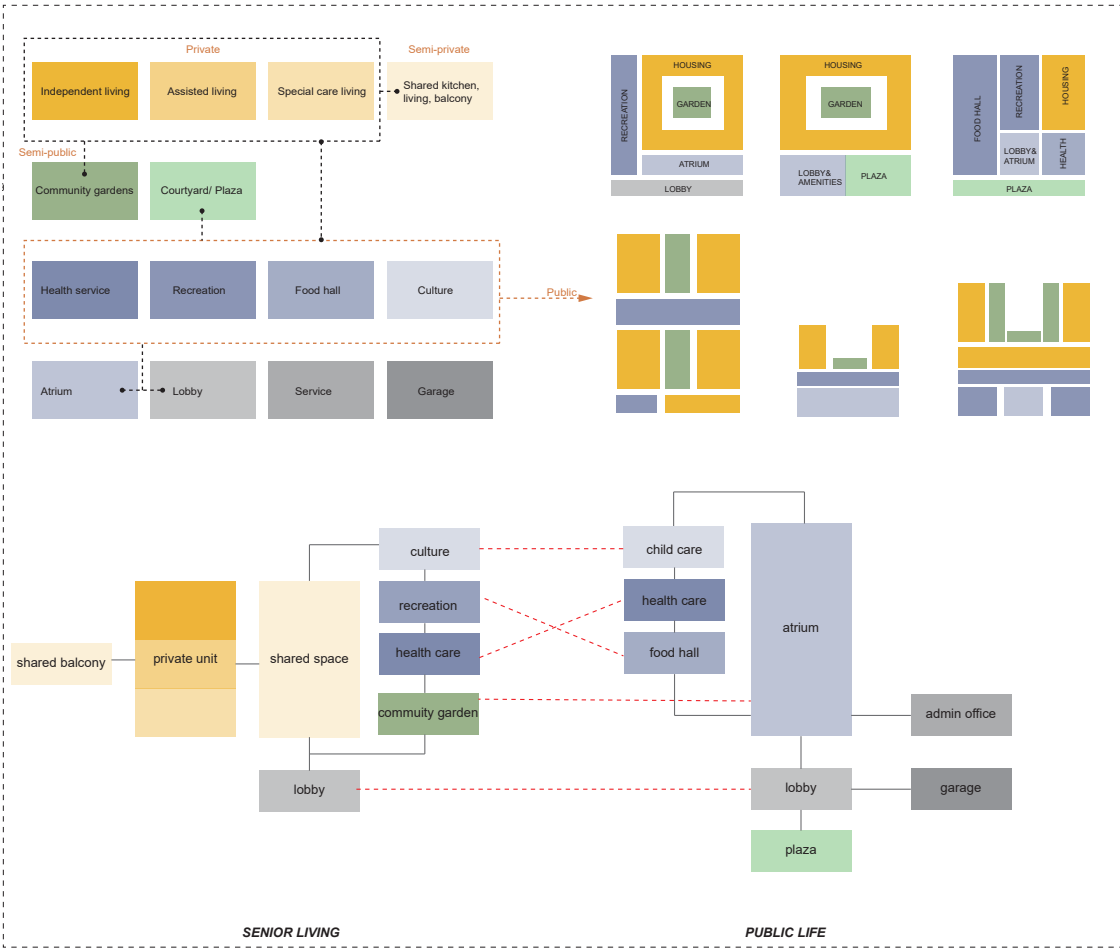 Private
Semi-private
Independent living
Assisted living
Special care living
Shared kitchen,
living, balcony
Semi-public
Community gardens
Courtyard/ Plaza
Health service
Recreation
Food hall
Culture
Public
Atrium
Lobby
Service
Garage
RECREATION
HOUSING
GARDEN
ATRIUM
LOBBY
HOUSING
GARDEN
LOBBY&
AMENITIES
PLAZA
FOOD HALL
RECREATION
HOUSING
LOBBY&
ATRIUM
HEALTH
PLAZA
shared balcony
private unit
shared space
culture
recreation
health care
commuity garden
lobby
child care
health care
food hall
atrium
admin office
lobby
garage
plaza
SENIOR LIVING
PUBLIC LIFE